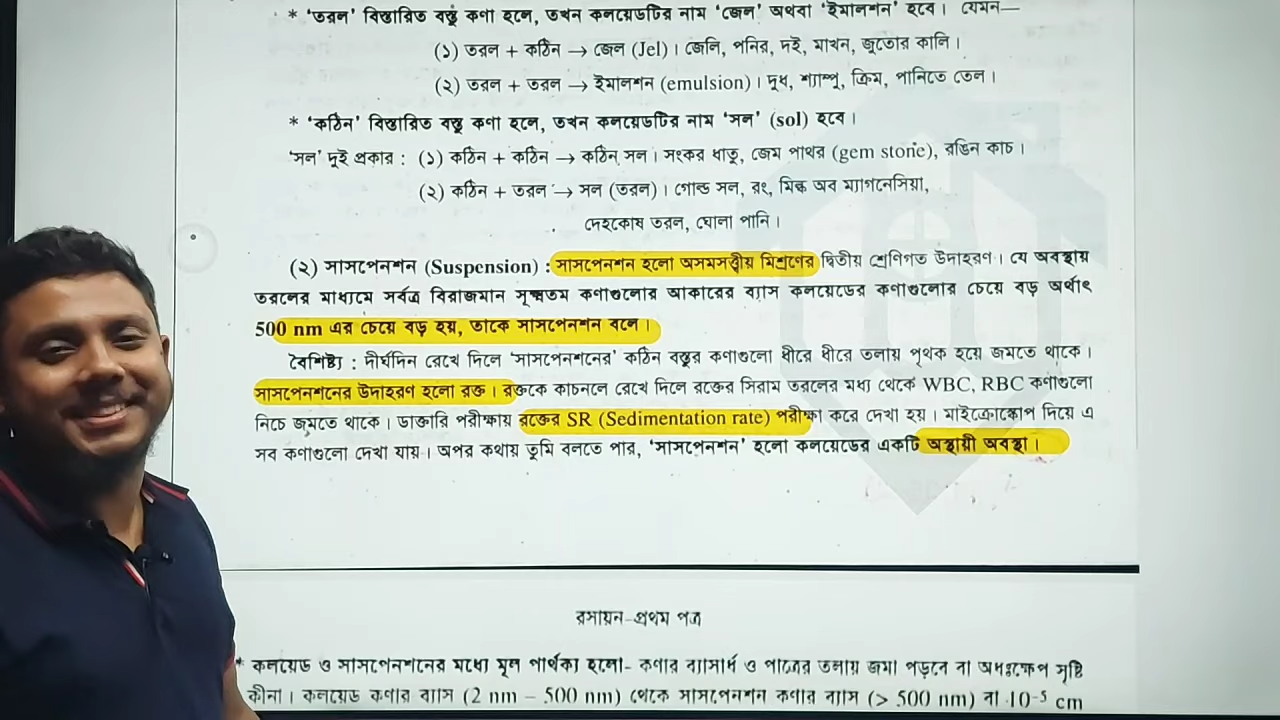 * 'তরল' বিস্তারিত বস্তু কণা হলে, তখন কলয়েডটির নাম 'জেল' অথবা 'ইমালশন' হবে। যেমন—
(১) তরল + কঠিন → জেল (Jel)। জেলি, পনির, দই, মাখন, জুতোর কালি।
(২) তরল + তরল → ইমালশন (emulsion)। দুধ, শ্যাম্পু, ক্রিম, পানিতে তেল।
* 'কঠিন' বিস্তারিত বস্তু কণা হলে, তখন কলয়েডটির নাম 'সল' (sol) হবে।
'সল' দুই প্রকার : (১) কঠিন + কঠিন → কঠিন সল। সংকর ধাতু, জেম পাথর (gem stone), রঙিন কাচ।
(২) কঠিন + তরল → সল (তরল)। গোল্ড সল, রং, মিল্ক অব ম্যাগনেসিয়া,
দেহকোষ তরল, ঘোলা পানি।
(২) সাসপেনশন (Suspension) : সাসপেনশন হলো অসমসত্ত্বীয় মিশ্রণের দ্বিতীয় শ্রেণিগত উদাহরণ। যে অবস্থায়
তরলের মাধ্যমে সর্বত্র বিরাজমান সূক্ষ্মতম কণাগুলোর আকারের ব্যাস কলয়েডের কণাগুলোর চেয়ে বড় অর্থাৎ
500 nm এর চেয়ে বড় হয়, তাকে সাসপেনশন বলে।
বৈশিষ্ট্য : দীর্ঘদিন রেখে দিলে 'সাসপেনশনের' কঠিন বস্তুর কণাগুলো ধীরে ধীরে তলায় পৃথক হয়ে জমতে থাকে।
সাসপেনশনের উদাহরণ হলো রক্ত। রক্তকে কাচনলে রেখে দিলে রক্তের সিরাম তরলের মধ্য থেকে WBC, RBC কণাগুলো
নিচে জমতে থাকে। ডাক্তারি পরীক্ষায় রক্তের SR (Sedimentation rate) পরীক্ষা করে দেখা হয়। মাইক্রোস্কোপ দিয়ে এ
সব কণাগুলো দেখা যায়। অপর কথায় তুমি বলতে পার, 'সাসপেনশন' হলো কলয়েডের একটি অস্থায়ী অবস্থা।
রসায়ন–প্রথম পত্র
* কলয়েড ও সাসপেনশনের মধ্যে মূল পার্থক্য হলো- কণার ব্যাসার্ধ ও পাত্রের তলায় জমা পড়বে বা অধঃক্ষেপ সৃষ্টি
কীনা। কলয়েড কণার ব্যাস (2 nm – 500 nm) থেকে সাসপেনশন কণার ব্যাস (> 500 nm) বা 10⁻⁵ cm